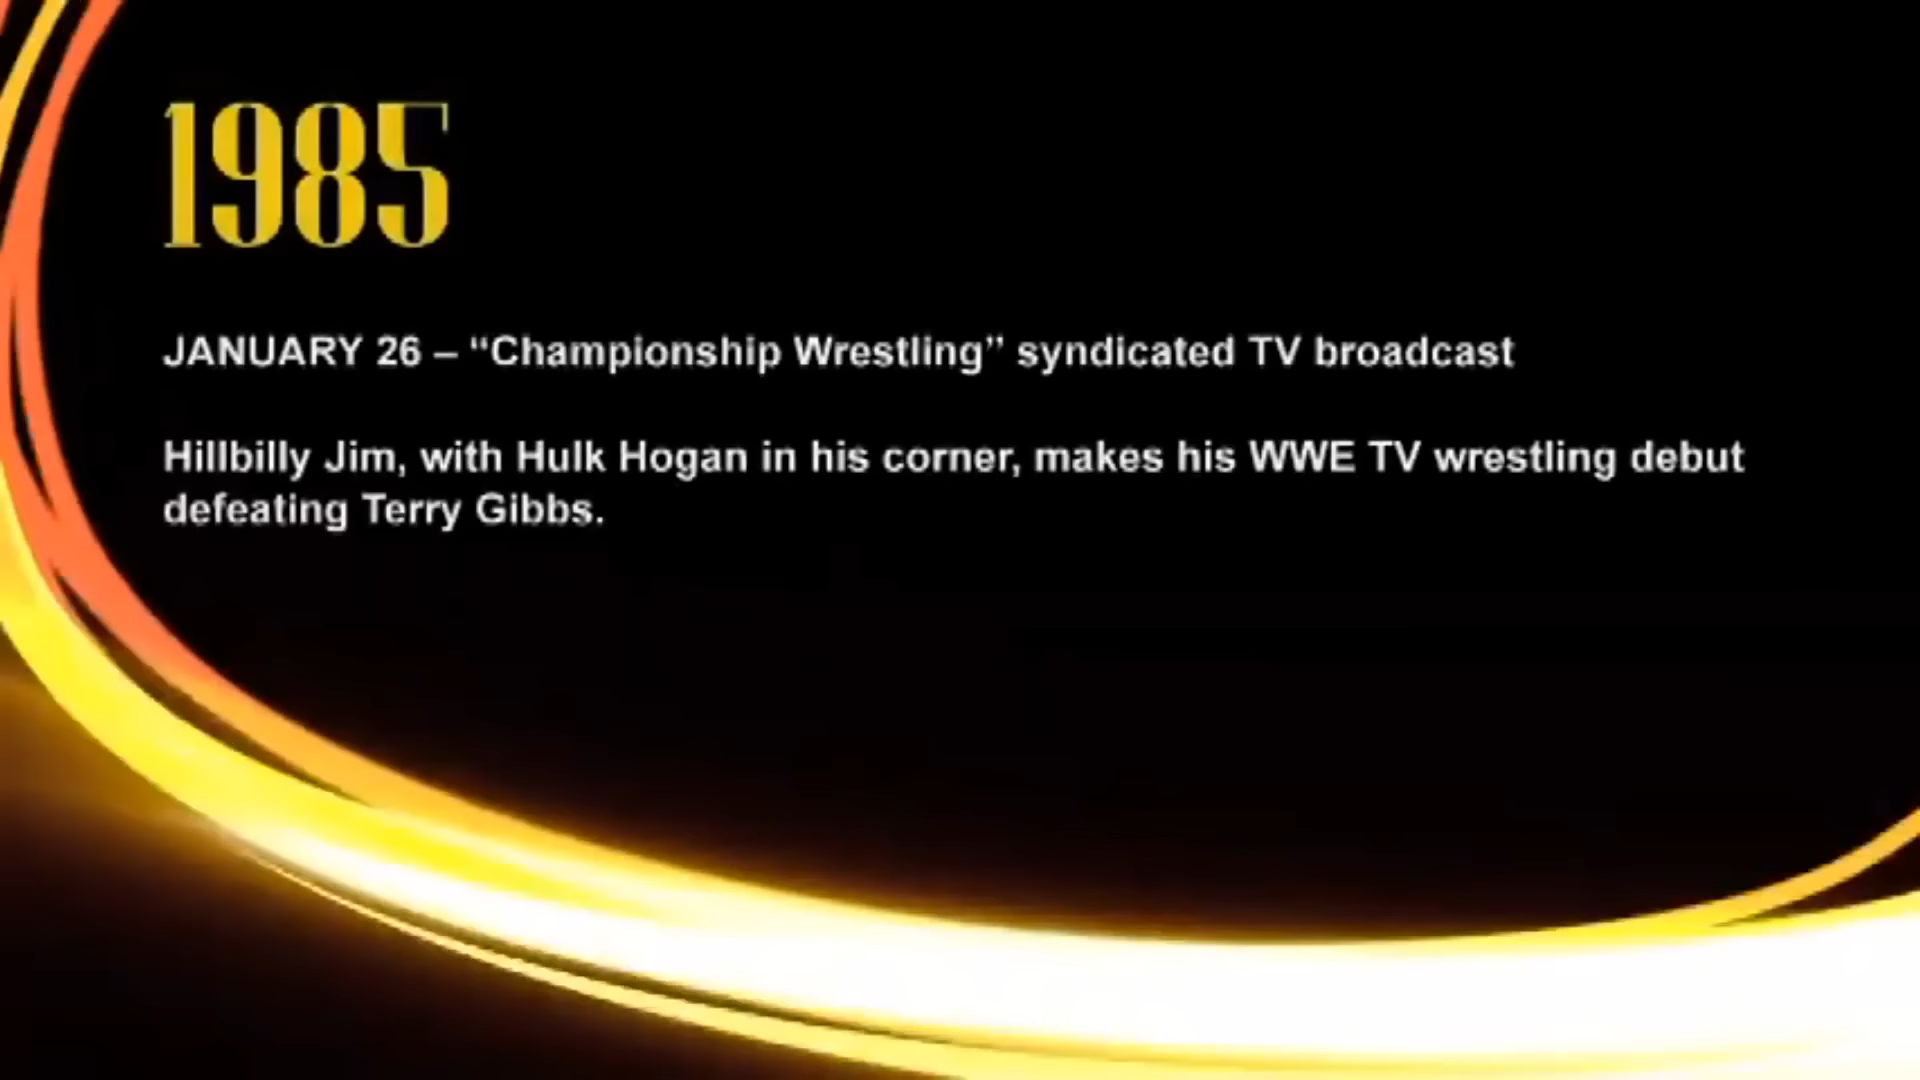 1985
JANUARY 26 – “Championship Wrestling” syndicated TV broadcast
Hillbilly Jim, with Hulk Hogan in his corner, makes his WWE TV wrestling debut
defeating Terry Gibbs.